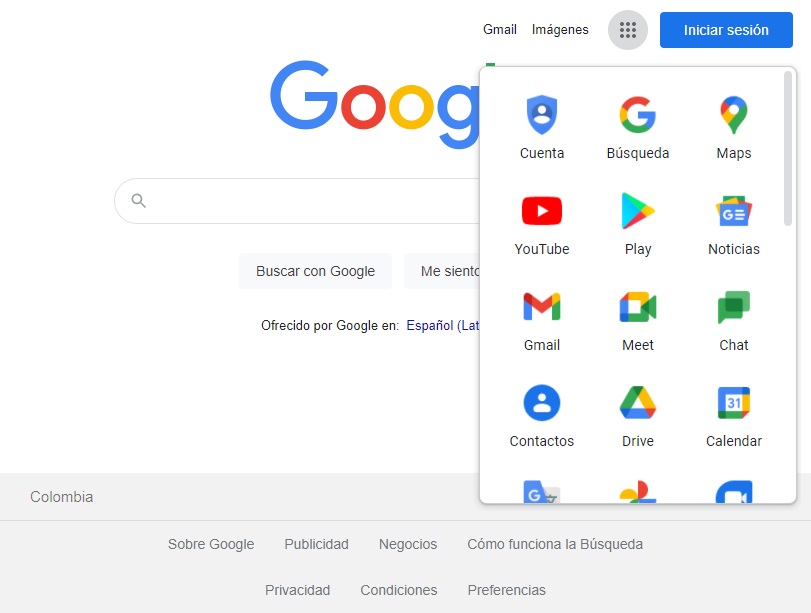 Gmail Imágenes Iniciar sesión
Goog
Cuenta Búsqueda Maps
YouTube Play Noticias
Gmail Meet Chat
Contactos Drive 31 Calendar
Buscar con Google Me siento
Ofrecido por Google en: Español (Lat
Colombia
Sobre Google Publicidad Negocios Cómo funciona la Búsqueda
Privacidad Condiciones Preferencias